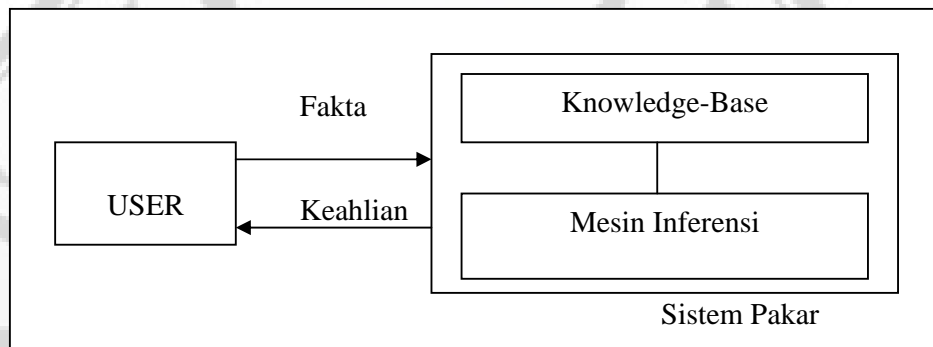 Fakta
Knowledge-Base
USER
Keahlian
Mesin Inferensi
Sistem Pakar